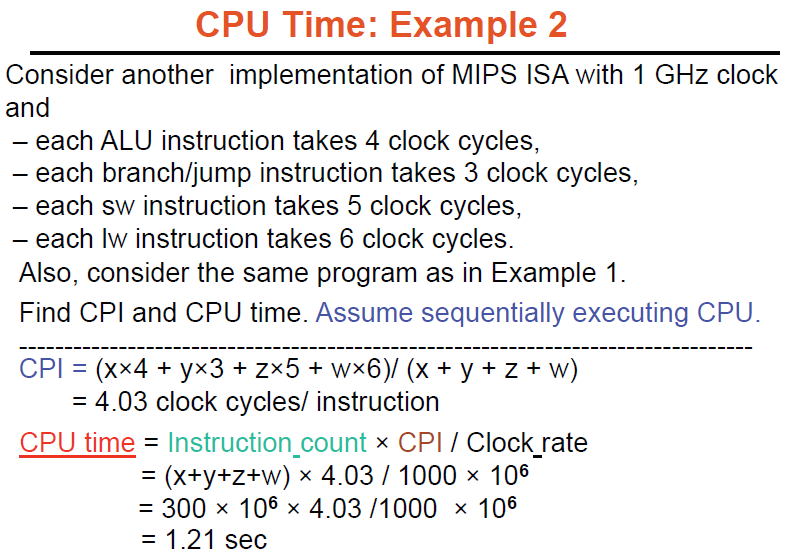 CPU Time: Example 2
Consider another implementation of MIPS ISA with 1 GHz clock
and
– each ALU instruction takes 4 clock cycles,
– each branch/jump instruction takes 3 clock cycles,
– each sw instruction takes 5 clock cycles,
– each lw instruction takes 6 clock cycles.
Also, consider the same program as in Example 1.
Find CPI and CPU time. Assume sequentially executing CPU.
--------------------------------------------------------------------------------
CPI = (x×4 + y×3 + z×5 + w×6)/ (x + y + z + w)
= 4.03 clock cycles/ instruction
CPU time = Instruction_count × CPI / Clock_rate
= (x+y+z+w) × 4.03 / 1000 × 10⁶
= 300 × 10⁶ × 4.03 /1000 × 10⁶
= 1.21 sec